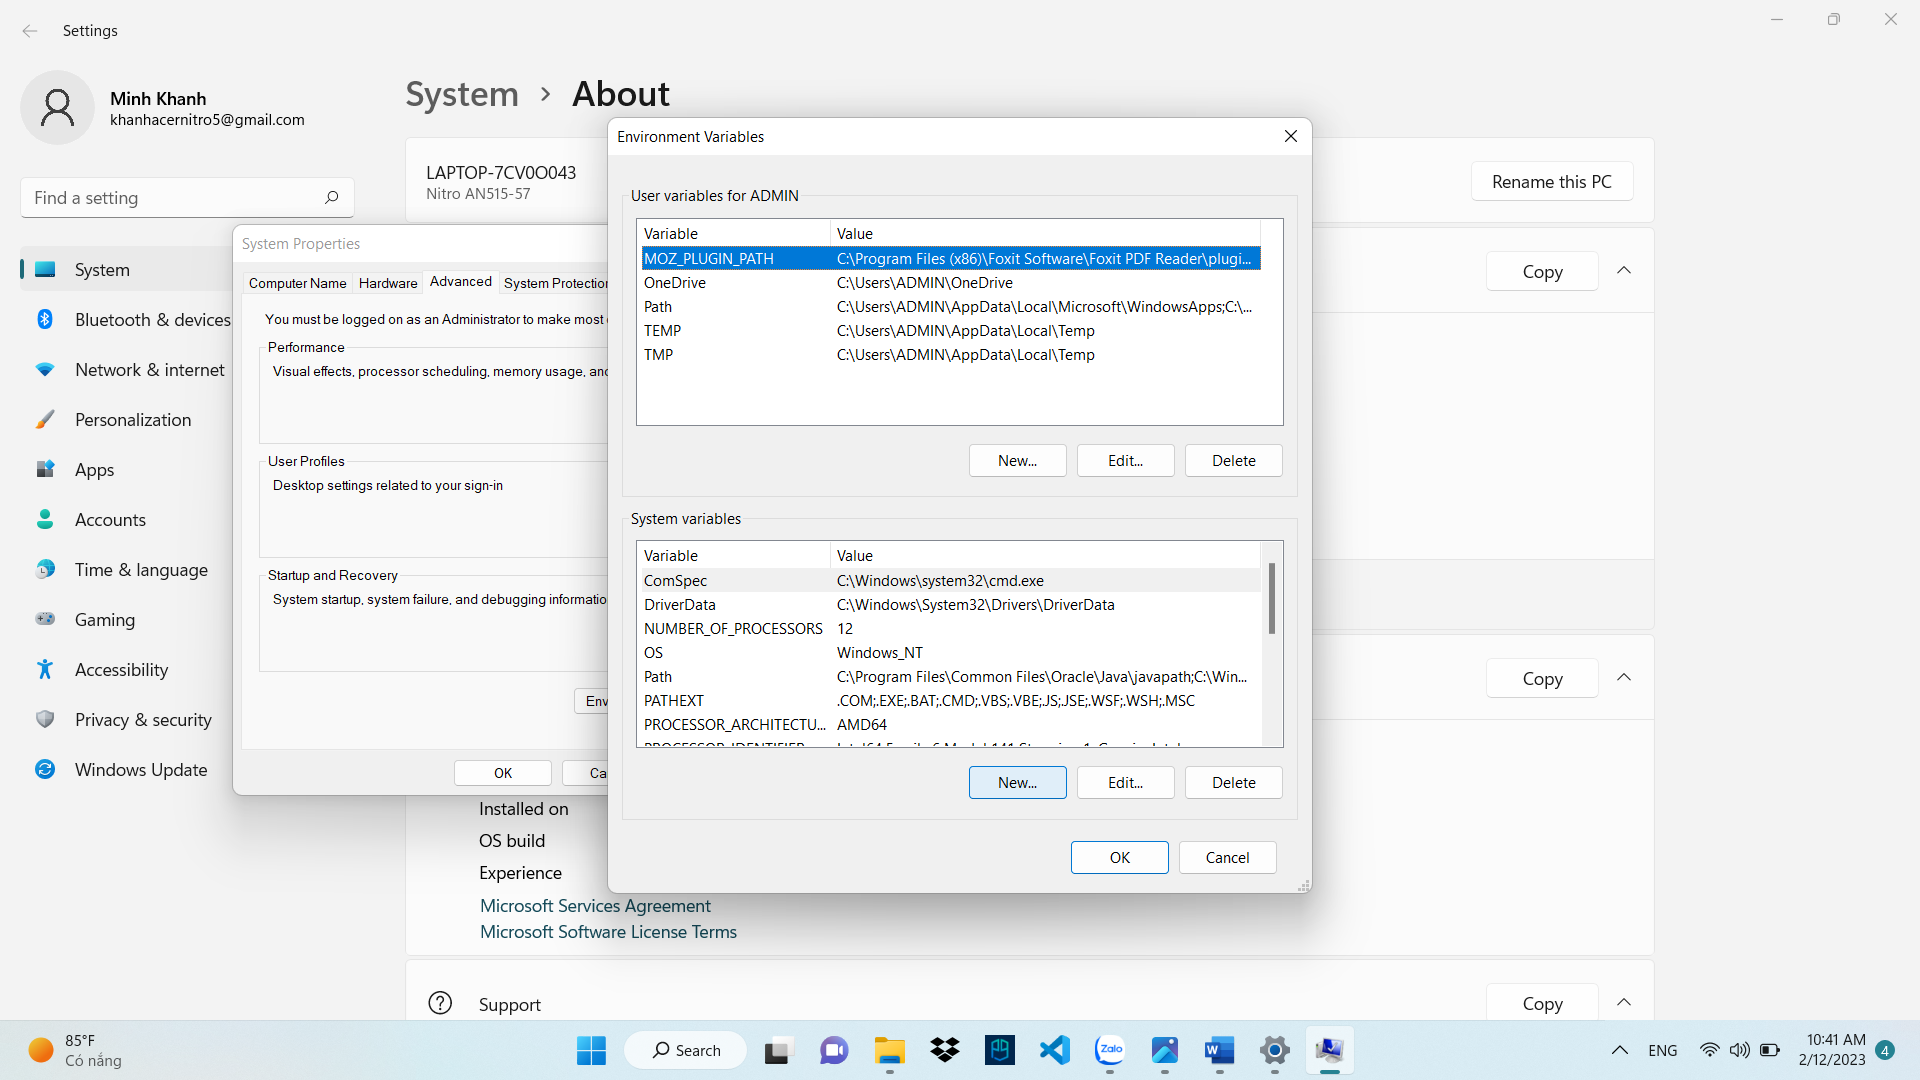 Settings
Minh Khanh
khanhacernitro5@gmail.com
Find a setting
System
Bluetooth & devices
Network & internet
Personalization
Apps
Accounts
Time & language
Gaming
Accessibility
Privacy & security
Windows Update
System > About
LAPTOP-7CV0O043
Nitro AN515-57
Rename this PC
Copy
Copy
Installed on
OS build
Experience
Microsoft Services Agreement
Microsoft Software License Terms
Support
Copy
System Properties
Computer Name Hardware Advanced System Protection
You must be logged on as an Administrator to make most
Performance
Visual effects, processor scheduling, memory usage, and
User Profiles
Desktop settings related to your sign-in
Startup and Recovery
System startup, system failure, and debugging informatio
Env
OK Ca
Environment Variables
User variables for ADMIN
Variable Value
MOZ_PLUGIN_PATH C:\Program Files (x86)\Foxit Software\Foxit PDF Reader\plugi...
OneDrive C:\Users\ADMIN\OneDrive
Path C:\Users\ADMIN\AppData\Local\Microsoft\WindowsApps;C:\...
TEMP C:\Users\ADMIN\AppData\Local\Temp
TMP C:\Users\ADMIN\AppData\Local\Temp
New... Edit... Delete
System variables
Variable Value
ComSpec C:\Windows\system32\cmd.exe
DriverData C:\Windows\System32\Drivers\DriverData
NUMBER_OF_PROCESSORS 12
OS Windows_NT
Path C:\Program Files\Common Files\Oracle\Java\javapath;C:\Win...
PATHEXT .COM;.EXE;.BAT;.CMD;.VBS;.VBE;.JS;.JSE;.WSF;.WSH;.MSC
PROCESSOR_ARCHITECTU... AMD64
New... Edit... Delete
OK Cancel
85°F
Có nắng
Search
Zalo
ENG
10:41 AM
2/12/2023
4